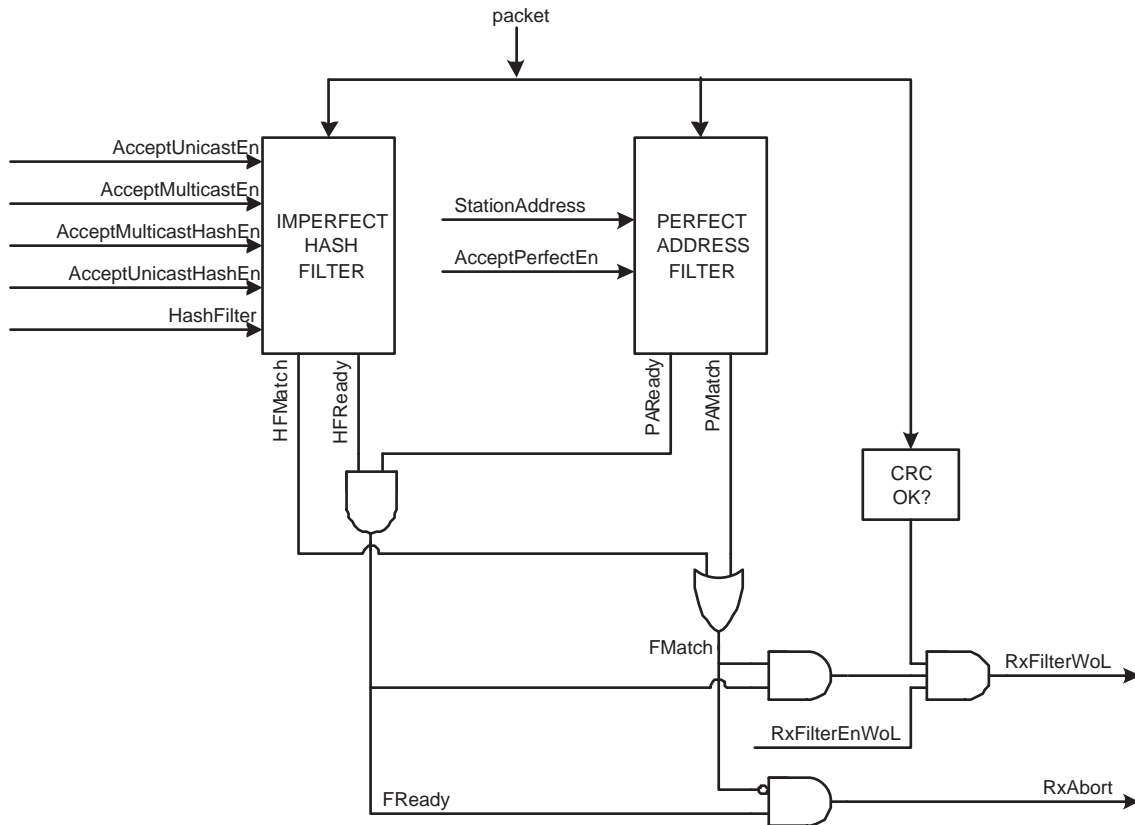 packet
AcceptUnicastEn
AcceptMulticastEn
AcceptMulticastHashEn
AcceptUnicastHashEn
HashFilter
IMPERFECT
HASH
FILTER
StationAddress
AcceptPerfectEn
PERFECT
ADDRESS
FILTER
HFMatch
HFReady
PAReady
PAMatch
CRC
OK?
FMatch
RxFilterWoL
RxFilterEnWoL
FReady
RxAbort